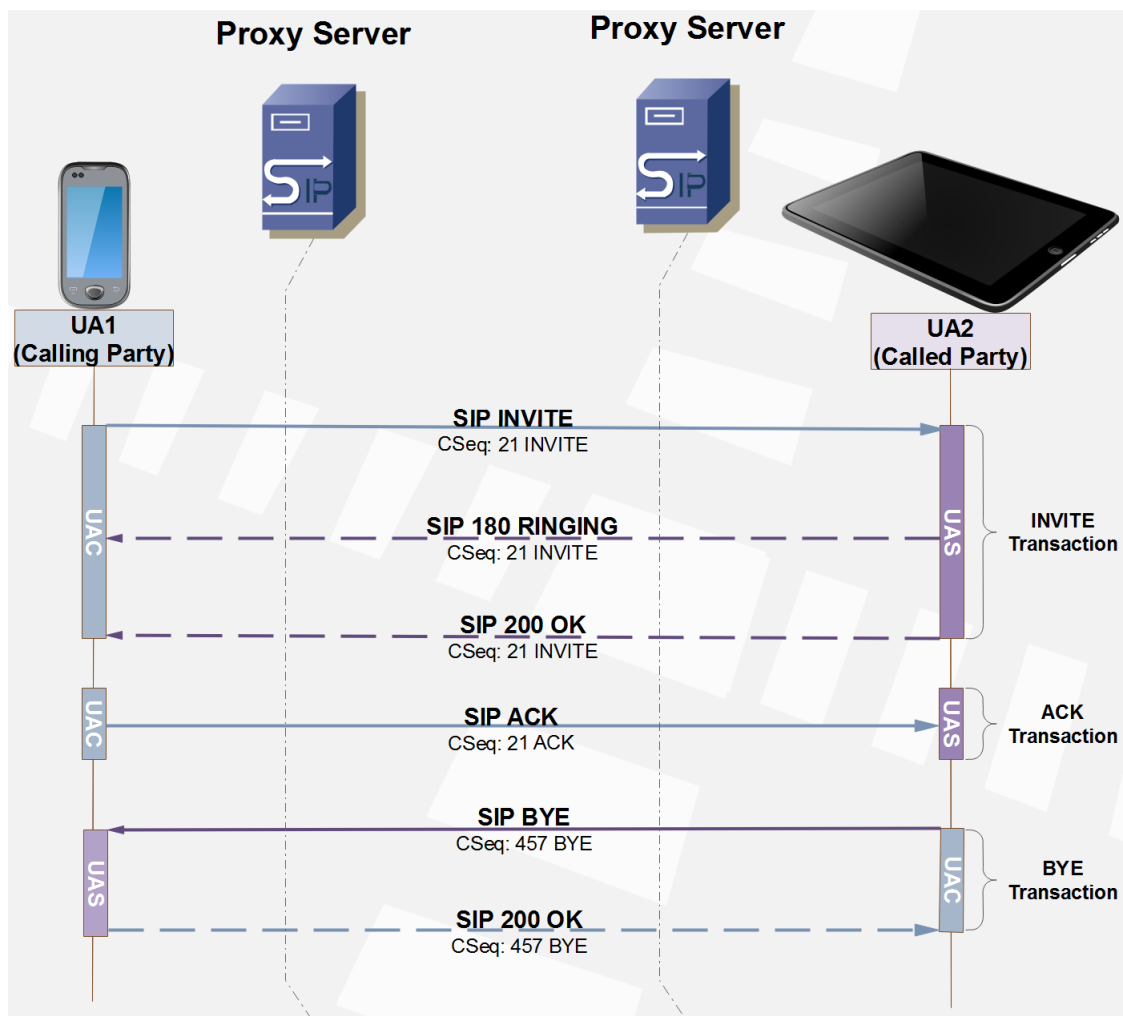 Proxy Server
Proxy Server
SIP
SIP
UA1
(Calling Party)
UA2
(Called Party)
SIP INVITE
CSeq: 21 INVITE
UAC
UAS
INVITE
Transaction
SIP 180 RINGING
CSeq: 21 INVITE
SIP 200 OK
CSeq: 21 INVITE
UAC
SIP ACK
CSeq: 21 ACK
UAS
ACK
Transaction
SIP BYE
CSeq: 457 BYE
UAS
UAC
BYE
Transaction
SIP 200 OK
CSeq: 457 BYE